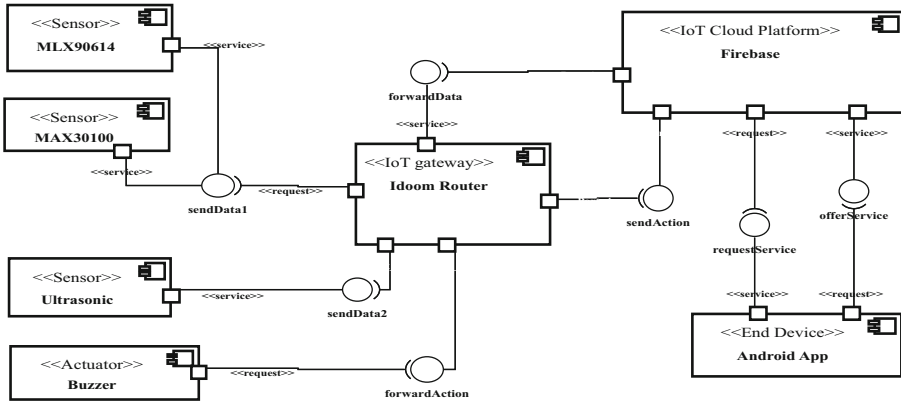 <<Sensor>>
MLX90614
<<service>>
<<Sensor>>
MAX30100
<<service>>
sendData1
<<request>>
<<Sensor>>
Ultrasonic
<<service>>
sendData2
<<Actuator>>
Buzzer
<<request>>
forwardAction
forwardData
<<service>>
<<IoT gateway>>
Idoom Router
sendAction
<<IoT Cloud Platform>>
Firebase
<<request>>
<<service>>
requestService
offerService
<<service>>
<<request>>
<<End Device>>
Android App